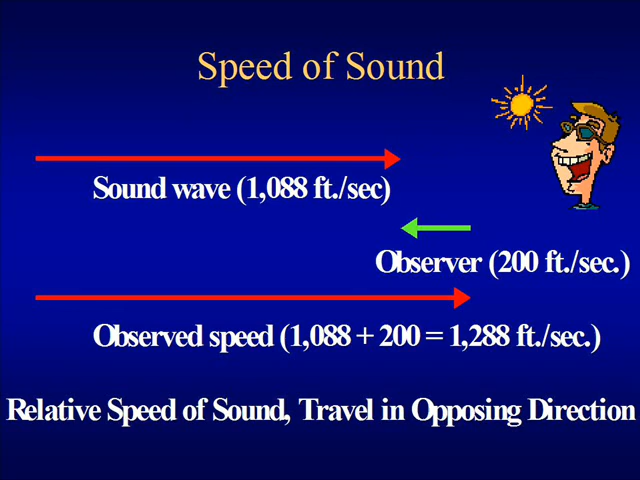 Speed of Sound
Sound wave (1,088 ft./sec)
Observer (200 ft./sec.)
Observed speed (1,088 + 200 = 1,288 ft./sec.)
Relative Speed of Sound, Travel in Opposing Direction